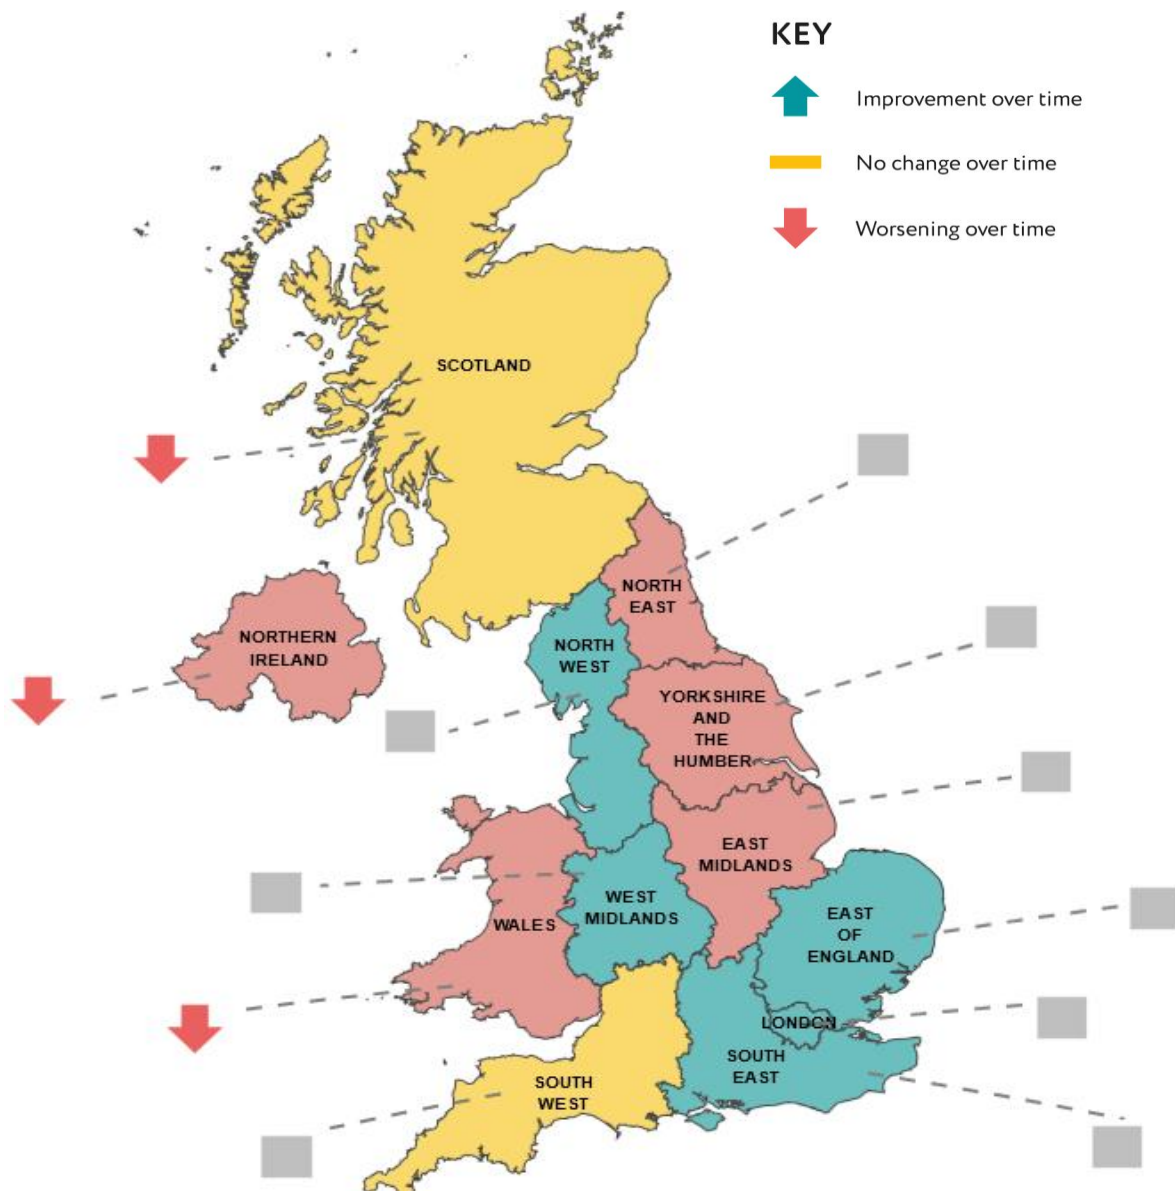 KEY
Improvement over time
No change over time
Worsening over time
SCOTLAND
NORTH
EAST
NORTHERN
IRELAND
NORTH
WEST
YORKSHIRE
AND
THE
HUMBER
EAST
MIDLANDS
WEST
MIDLANDS
WALES
EAST
OF
ENGLAND
LONDON
SOUTH
EAST
SOUTH
WEST